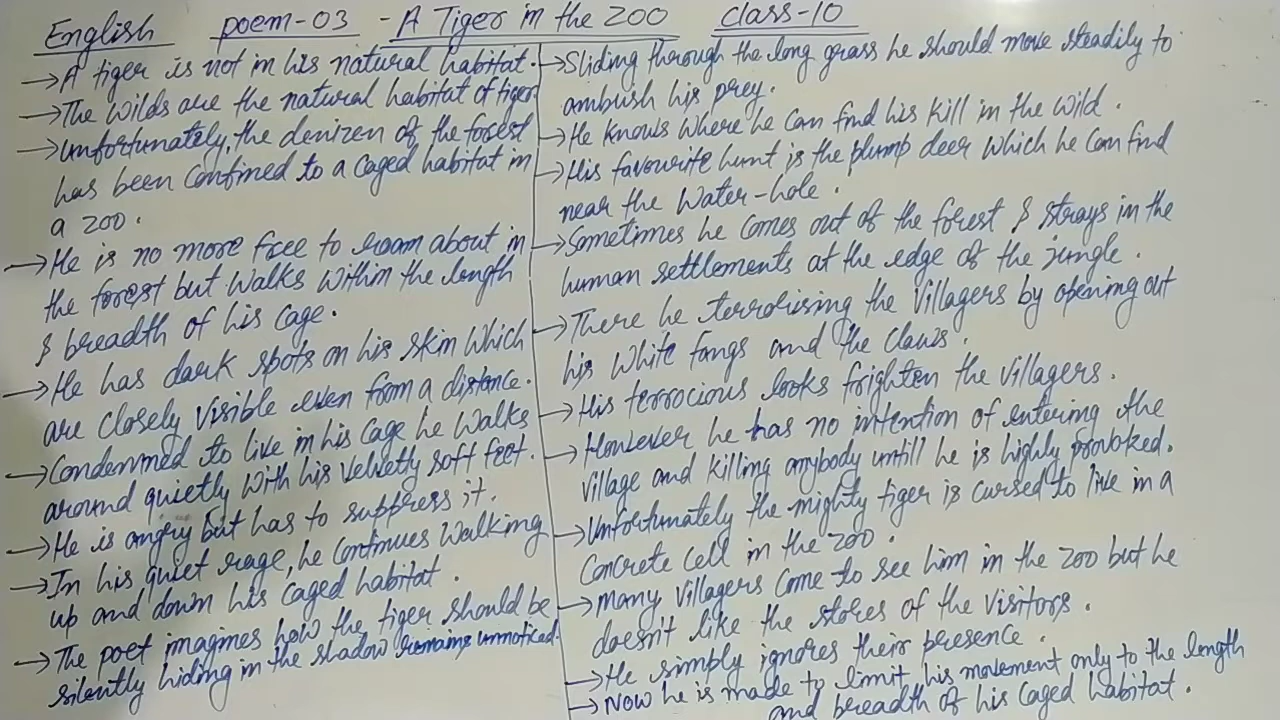 English poem-03 - A Tiger in the ZOO class-10
→ A tiger is not in his natural habitat.
→ The wilds are the natural habitat of tiger
→ unfortunately, the denizen of the forest
has been confined to a caged habitat in
a zoo.
→ He is no more free to roam about in
the forest but walks within the length
& breadth of his cage.
→ He has dark spots on his skin which
are closely visible even from a distance.
→ Condemned to live in his cage he walks
around quietly with his velvetly soft feet.
→ He is angry but has to suppress it.
→ In his quiet rage, he continues walking
up and down his caged habitat.
→ The poet imagines how the tiger should be
silently hiding in the shadow remains unnoticed.
→ Sliding through the long grass he should move steadily to
ambush his prey.
→ He knows where he can find his kill in the wild.
→ His favourite hunt is the plump deer which he can find
near the water-hole.
→ Sometimes he comes out of the forest & strays in the
human settlements at the edge of the jungle.
→ There he terrolising the villagers by opening out
his white fangs and the claws.
→ His ferrocious looks frighten the villagers.
→ However he has no intention of entering the
village and killing anybody untill he is highly provoked.
→ Unfortunately the mighty tiger is cursed to live in a
concrete cell in the zoo.
→ many villagers come to see him in the zoo but he
doesn't like the stokes of the visitors.
→ He simply ignores their presence.
→ Now he is made to limit his movement only to the length
and breadth of his caged habitat.